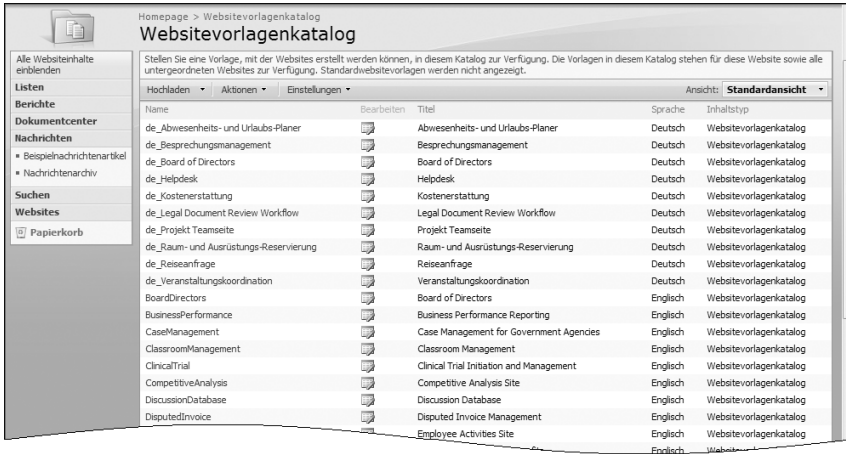 Homepage > Websitevorlagenkatalog
Websitevorlagenkatalog
Alle Websiteinhalte
einblenden
Listen
Berichte
Dokumentcenter
Nachrichten
Beispielnachrichtenartikel
Nachrichtenarchiv
Suchen
Websites
Papierkorb
Stellen Sie eine Vorlage, mit der Websites erstellt werden können, in diesem Katalog zur Verfügung. Die Vorlagen in diesem Katalog stehen für diese Website sowie alle
untergeordneten Websites zur Verfügung. Standardwebsitevorlagen werden nicht angezeigt.
Hochladen Aktionen Einstellungen Ansicht: Standardansicht
Name Bearbeiten Titel Sprache Inhaltstyp
de_Abwesenheits- und Urlaubs-Planer Abwesenheits- und Urlaubs-Planer Deutsch Websitevorlagenkatalog
de_Besprechungsmanagement Besprechungsmanagement Deutsch Websitevorlagenkatalog
de_Board of Directors Board of Directors Deutsch Websitevorlagenkatalog
de_Helpdesk Helpdesk Deutsch Websitevorlagenkatalog
de_Kostenerstattung Kostenerstattung Deutsch Websitevorlagenkatalog
de_Legal Document Review Workflow Legal Document Review Workflow Deutsch Websitevorlagenkatalog
de_Projekt Teamseite Projekt Teamseite Deutsch Websitevorlagenkatalog
de_Raum- und Ausrüstungs-Reservierung Raum- und Ausrüstungs-Reservierung Deutsch Websitevorlagenkatalog
de_Reiseanfrage Reiseanfrage Deutsch Websitevorlagenkatalog
de_Veranstaltungskoordination Veranstaltungskoordination Deutsch Websitevorlagenkatalog
BoardDirectors Board of Directors Englisch Websitevorlagenkatalog
BusinessPerformance Business Performance Reporting Englisch Websitevorlagenkatalog
CaseManagement Case Management for Government Agencies Englisch Websitevorlagenkatalog
ClassroomManagement Classroom Management Englisch Websitevorlagenkatalog
ClinicalTrial Clinical Trial Initiation and Management Englisch Websitevorlagenkatalog
CompetitiveAnalysis Competitive Analysis Site Englisch Websitevorlagenkatalog
DiscussionDatabase Discussion Database Englisch Websitevorlagenkatalog
DisputedInvoice Disputed Invoice Management Englisch Websitevorlagenkatalog
Employee Activities Site Englisch Websitevorlagenkatalog
Englisch